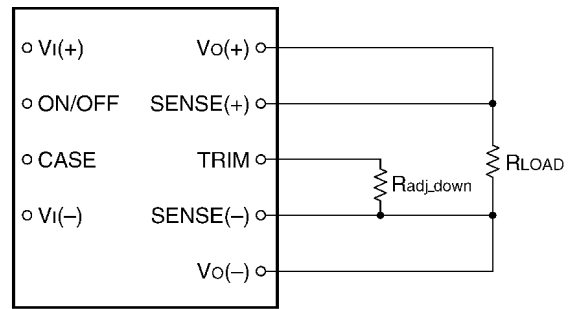 VI(+)
VO(+)
ON/OFF
SENSE(+)
CASE
TRIM
RLOAD
Radj_down
VI(–)
SENSE(–)
VO(–)